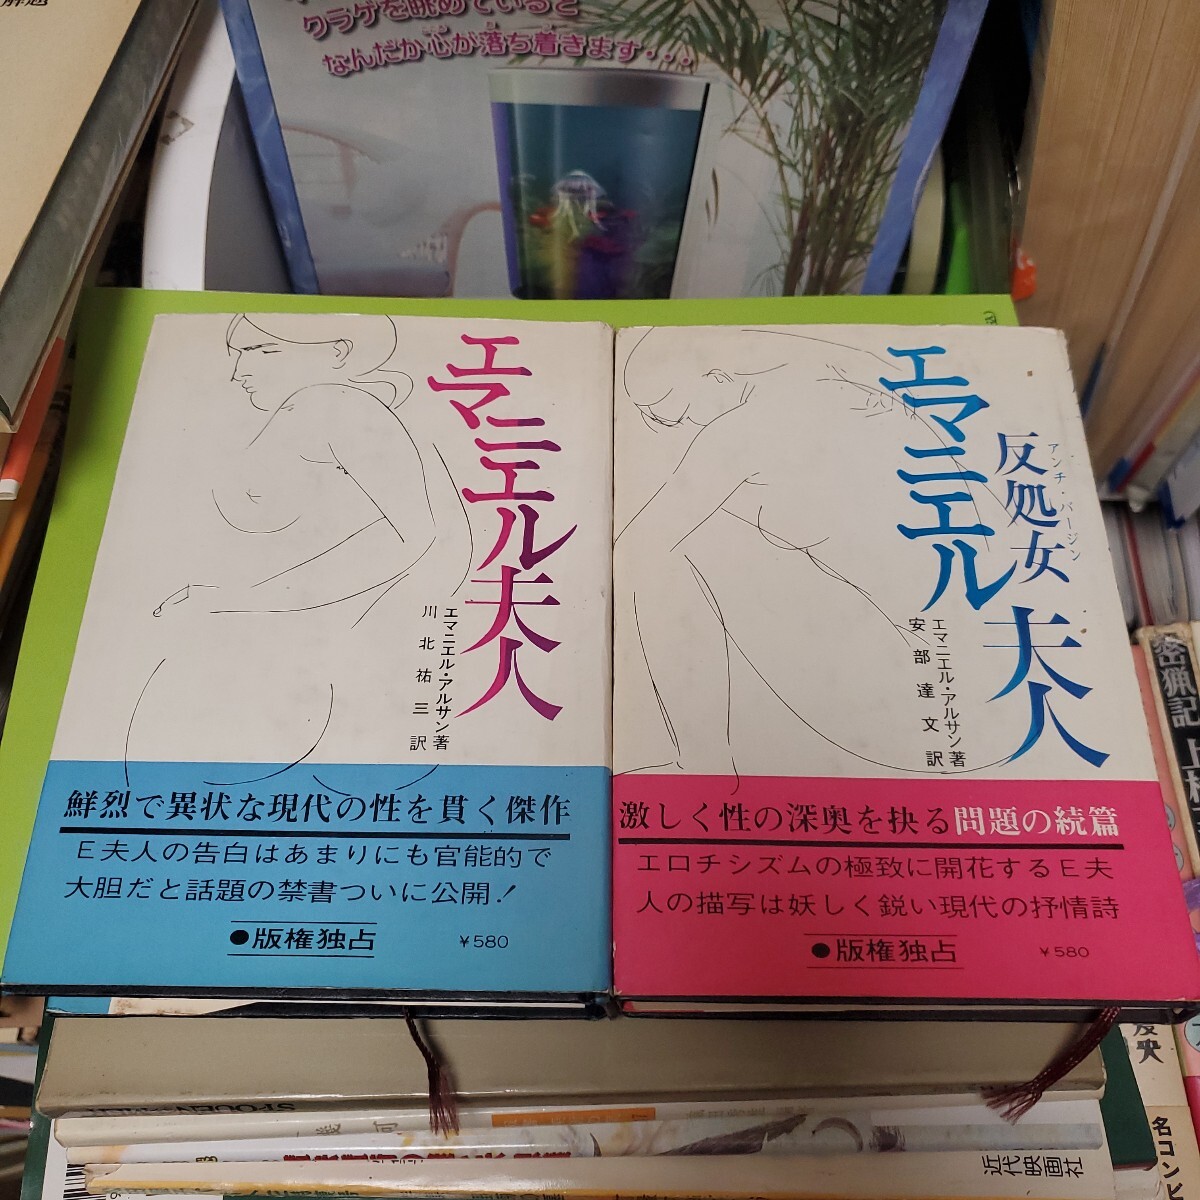 解題
クラゲを眺めていると
なんだか心が落ち着きます・・・
エマニエル夫人
エマニエル・アルサン著
川北祐三訳
鮮烈で異状な現代の性を貫く傑作
E夫人の告白はあまりにも官能的で
大胆だと話題の禁書ついに公開!
●版権独占
¥580
エマニエル夫人
反処女
アンチ・バージン
エマニエル・アルサン著
安部達文訳
激しく性の深奥を抉る問題の続篇
エロチシズムの極致に開花するE夫
人の描写は妖しく鋭い現代の抒情詩
●版権独占
¥580
密猟記
近代映画社
名コンビ